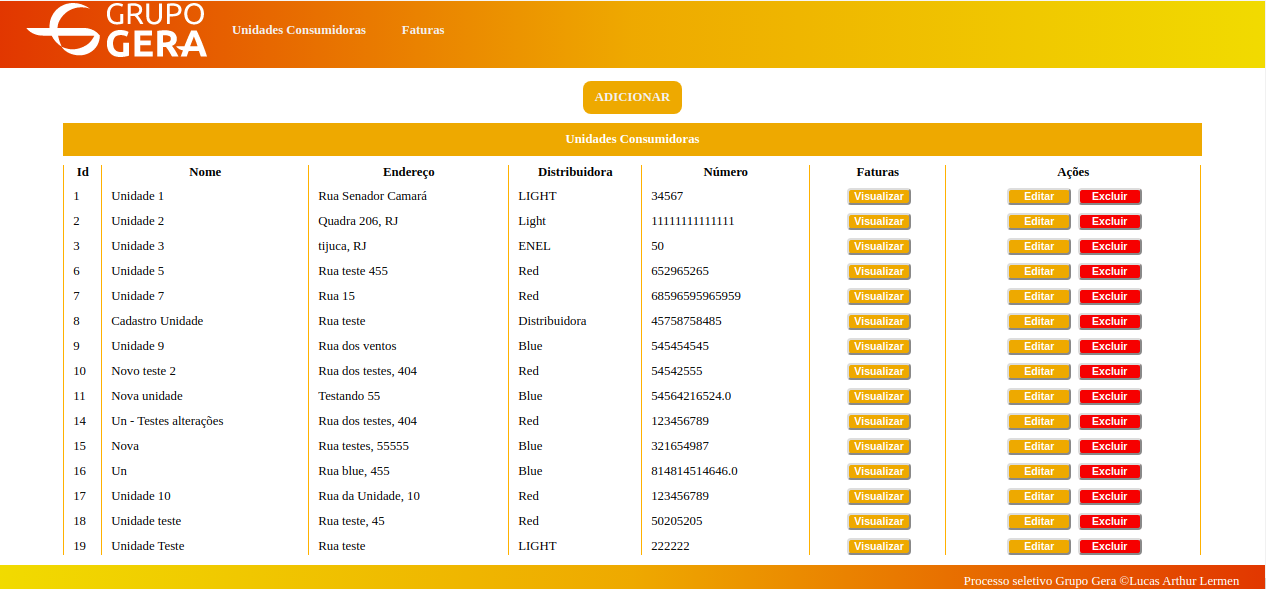 GRUPO
GERA
Unidades Consumidoras Faturas
ADICIONAR
Unidades Consumidoras
Id Nome Endereço Distribuidora Número Faturas Ações
1 Unidade 1 Rua Senador Camará LIGHT 34567 Visualizar Editar Excluir
2 Unidade 2 Quadra 206, RJ Light 11111111111111 Visualizar Editar Excluir
3 Unidade 3 tijuca, RJ ENEL 50 Visualizar Editar Excluir
6 Unidade 5 Rua teste 455 Red 652965265 Visualizar Editar Excluir
7 Unidade 7 Rua 15 Red 68596595965959 Visualizar Editar Excluir
8 Cadastro Unidade Rua teste Distribuidora 45758758485 Visualizar Editar Excluir
9 Unidade 9 Rua dos ventos Blue 545454545 Visualizar Editar Excluir
10 Novo teste 2 Rua dos testes, 404 Red 54542555 Visualizar Editar Excluir
11 Nova unidade Testando 55 Blue 54564216524.0 Visualizar Editar Excluir
14 Un - Testes alterações Rua dos testes, 404 Red 123456789 Visualizar Editar Excluir
15 Nova Rua testes, 55555 Blue 321654987 Visualizar Editar Excluir
16 Un Rua blue, 455 Blue 814814514646.0 Visualizar Editar Excluir
17 Unidade 10 Rua da Unidade, 10 Red 123456789 Visualizar Editar Excluir
18 Unidade teste Rua teste, 45 Red 50205205 Visualizar Editar Excluir
19 Unidade Teste Rua teste LIGHT 222222 Visualizar Editar Excluir
Processo seletivo Grupo Gera ©Lucas Arthur Lermen